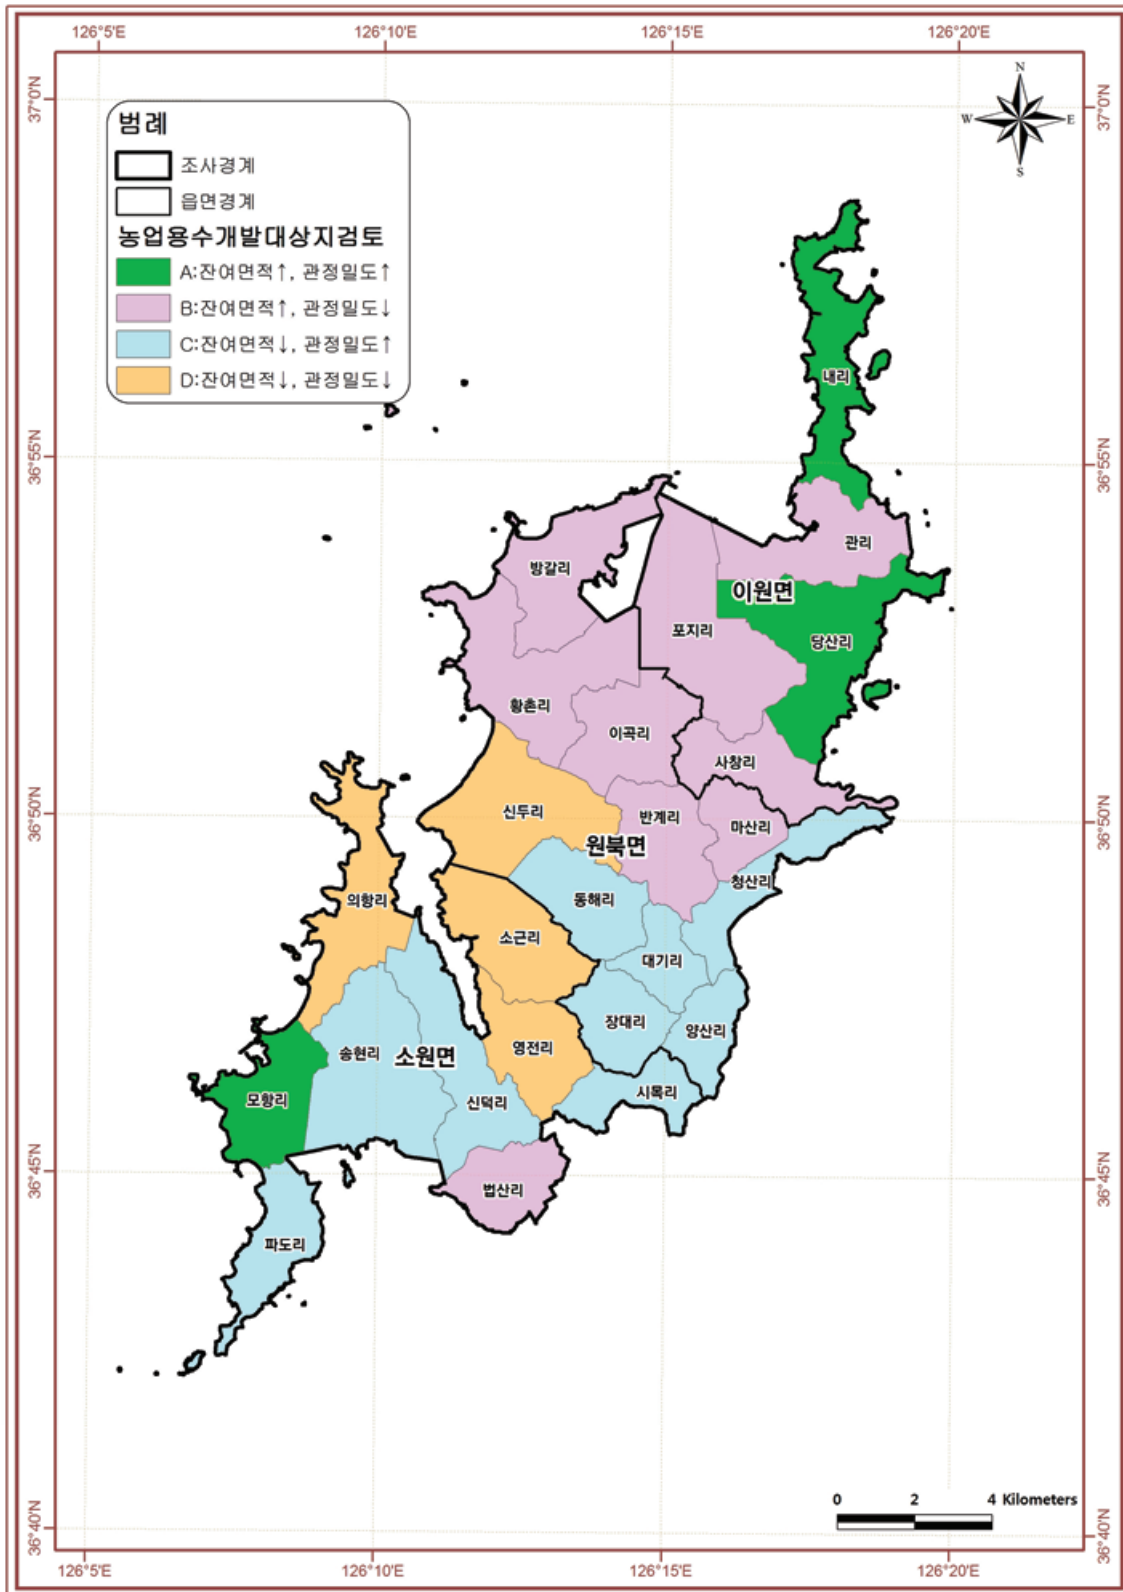 126°5'E 126°10'E 126°15'E 126°20'E
37°0'N 37°0'N
N
W E
S
범례
조사경계
읍면경계
농업용수개발대상지검토
A:잔여면적↑, 관정밀도↑
B:잔여면적↑, 관정밀도↓
C:잔여면적↓, 관정밀도↑
D:잔여면적↓, 관정밀도↓
내리
36°55'N 36°55'N
관리
방갈리
이원면
포지리
당산리
황촌리
이곡리
사창리
신두리
반계리
마산리
36°50'N 36°50'N
원북면
청산리
의항리
동해리
소근리
대기리
장대리
양산리
영전리
송현리
소원면
시목리
모항리
신덕리
36°45'N 36°45'N
법산리
파도리
0 2 4 Kilometers
36°40'N 36°40'N
126°5'E 126°10'E 126°15'E 126°20'E